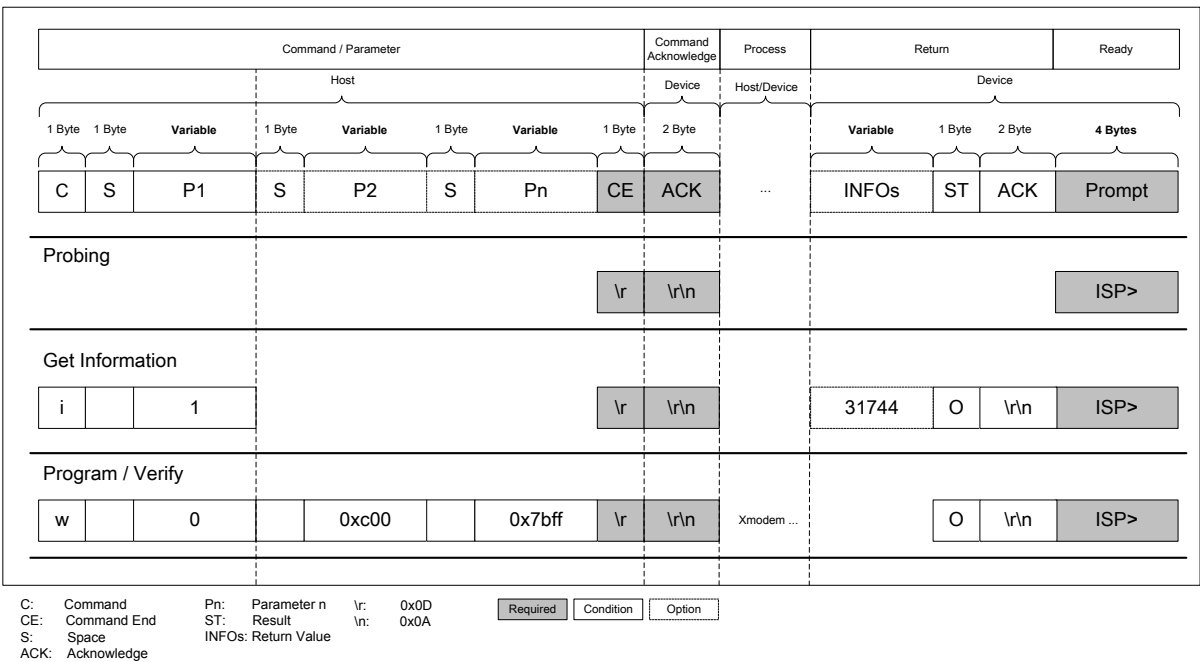 Command / Parameter Command Acknowledge Process Return Ready
Host Device Host/Device Device
1 Byte 1 Byte Variable 1 Byte Variable 1 Byte Variable 1 Byte 2 Byte Variable 1 Byte 2 Byte 4 Bytes
C S P1 S P2 S Pn CE ACK ... INFOs ST ACK Prompt
Probing
\r \r\n ISP>
Get Information
i 1 \r \r\n 31744 O \r\n ISP>
Program / Verify
w 0 0xc00 0x7bff \r \r\n Xmodem ... O \r\n ISP>
C: Command Pn: Parameter n \r: 0x0D Required Condition Option
CE: Command End ST: Result \n: 0x0A
S: Space INFOs: Return Value
ACK: Acknowledge